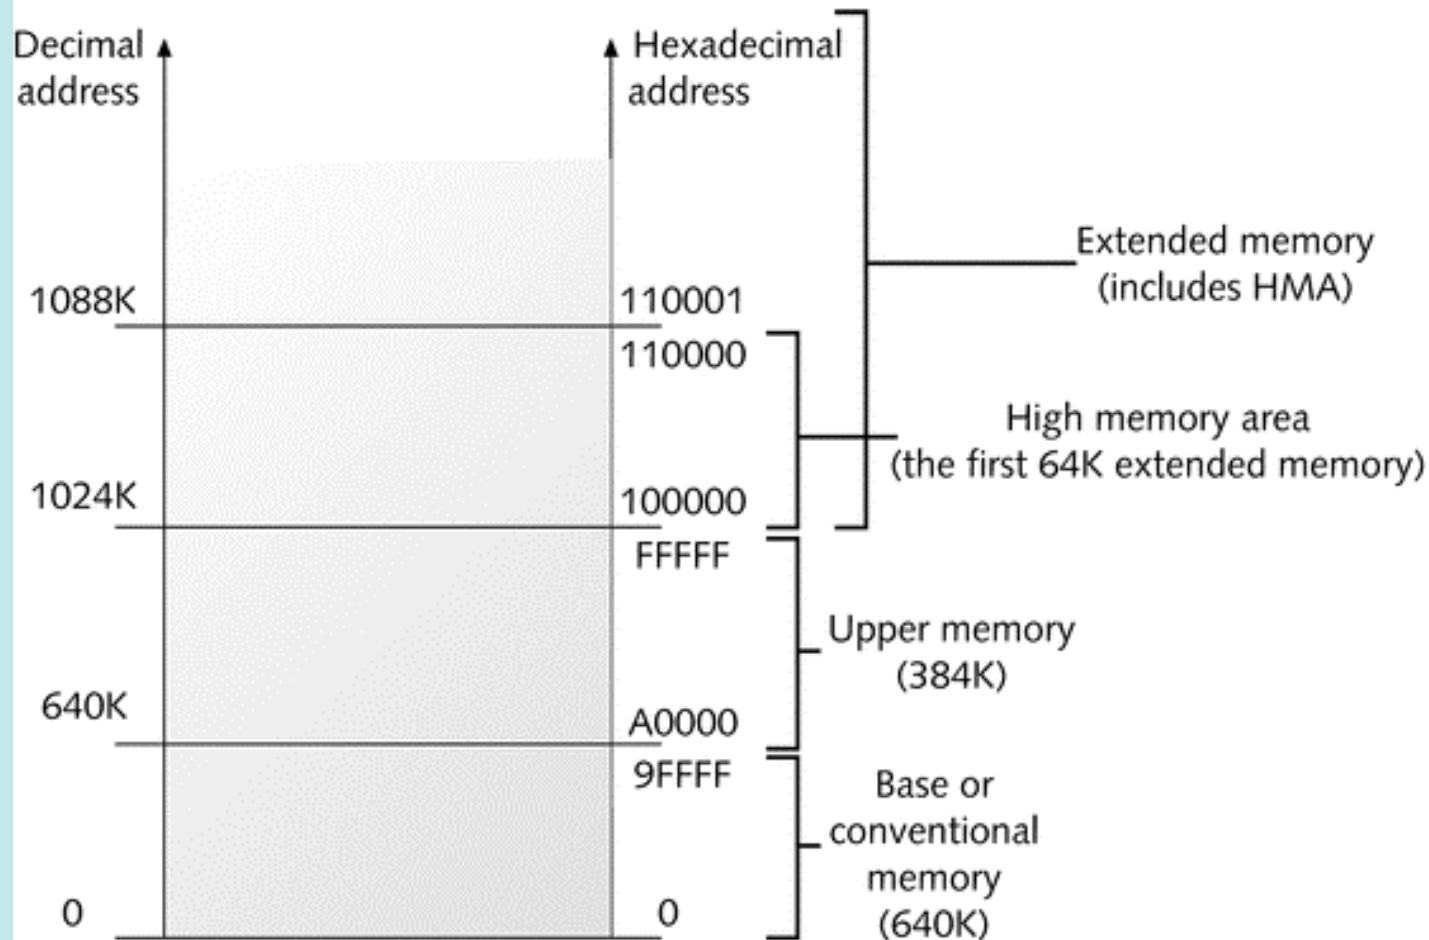 Decimal
address
Hexadecimal
address
Extended memory
(includes HMA)
1088K
110001
110000
High memory area
(the first 64K extended memory)
1024K
100000
FFFFF
Upper memory
(384K)
640K
A0000
9FFFF
Base or
conventional
memory
(640K)
0
0